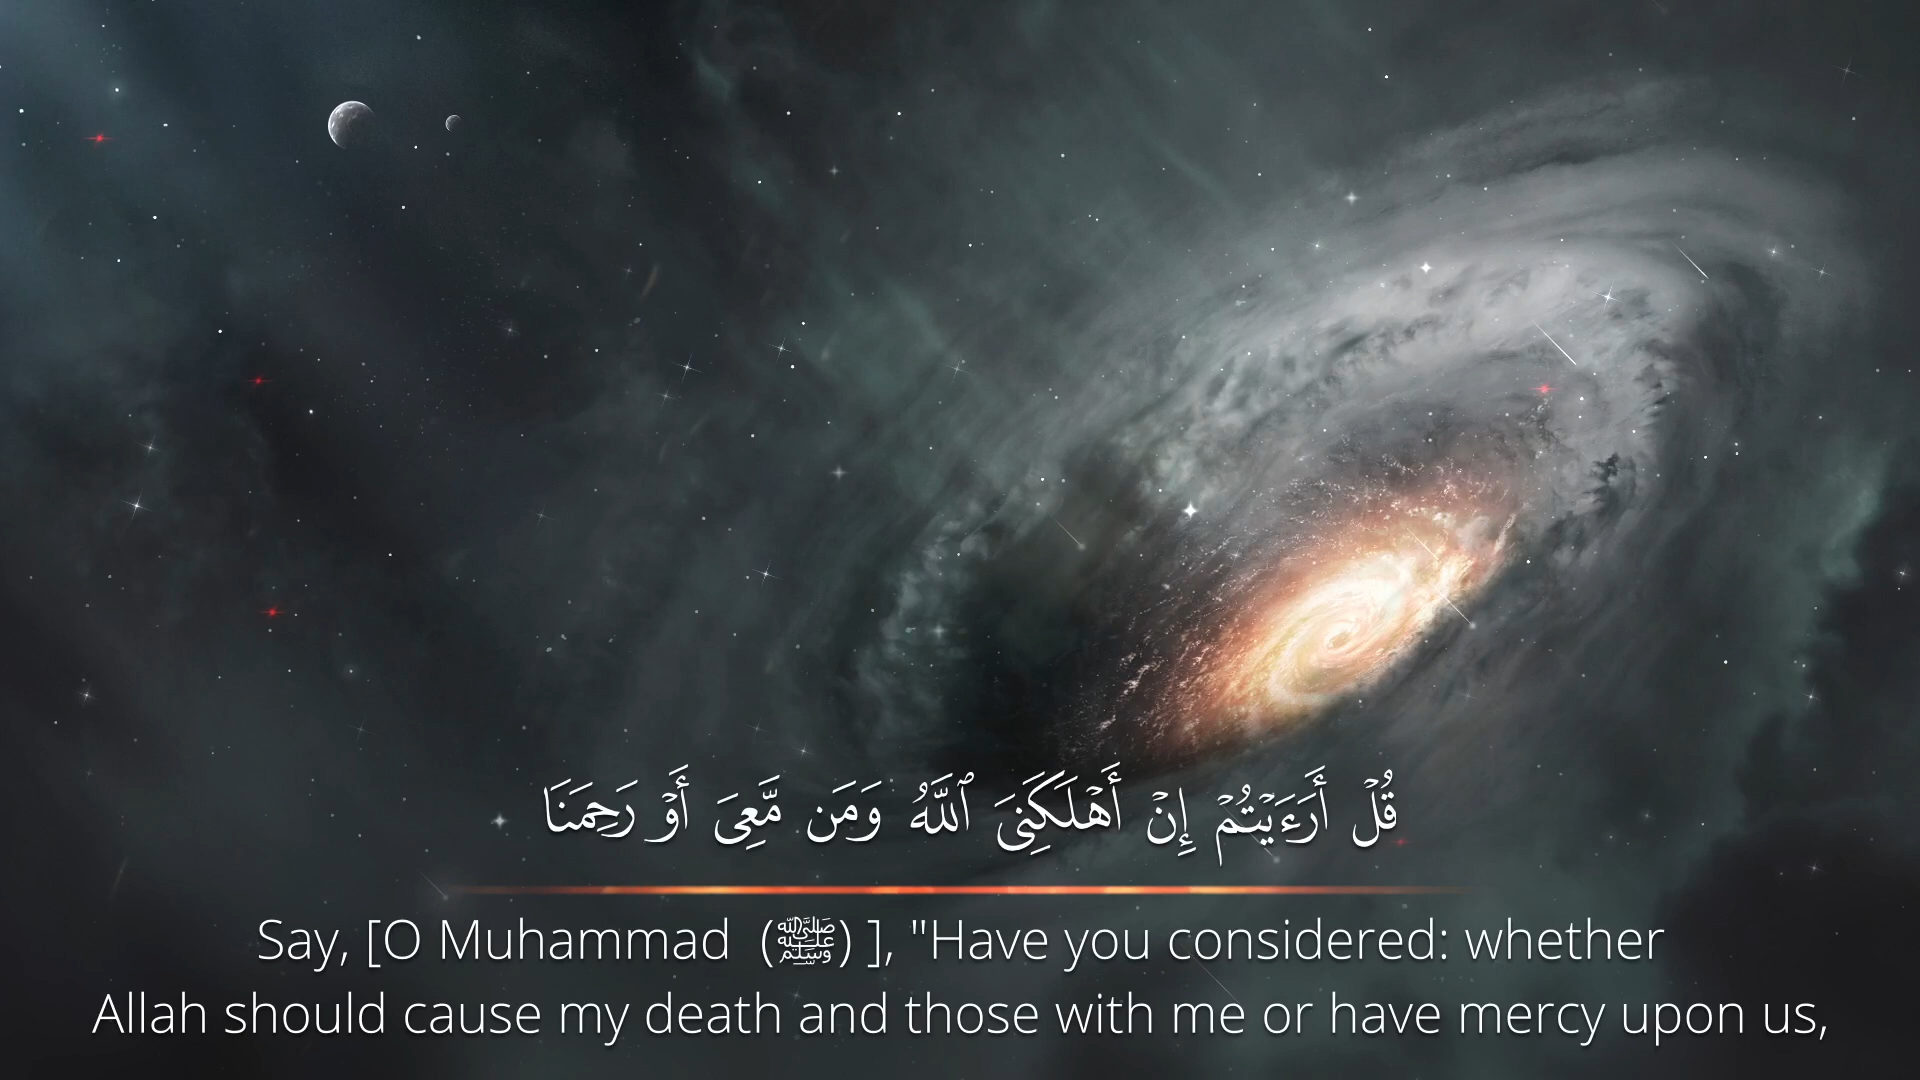 قُلْ أَرَءَيْتُمْ إِنْ أَهْلَكَنِىَ ٱللَّهُ وَمَن مَّعِىَ أَوْ رَحِمَنَا
Say, [O Muhammad (ﷺ) ], "Have you considered: whether
Allah should cause my death and those with me or have mercy upon us,